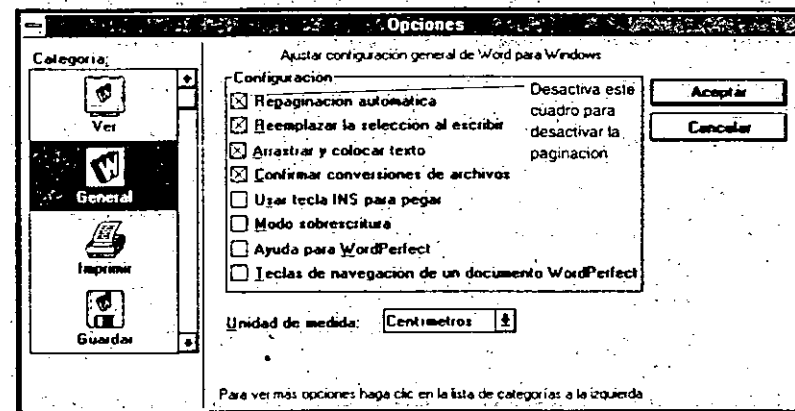 Opciones
Categoría:
Ver
General
Imprimir
Guardar
Ajustar configuración general de Word para Windows
Configuración
Repaginación automática
Reemplazar la selección al escribir
Arrastrar y colocar texto
Confirmar conversiones de archivos
Usar tecla INS para pegar
Modo sobrescritura
Ayuda para WordPerfect
Teclas de navegación de un documento WordPerfect
Desactiva este
cuadro para
desactivar la
paginacion
Unidad de medida: Centímetros
Aceptar
Cancelar
Para ver más opciones haga clic en la lista de categorías a la izquierda